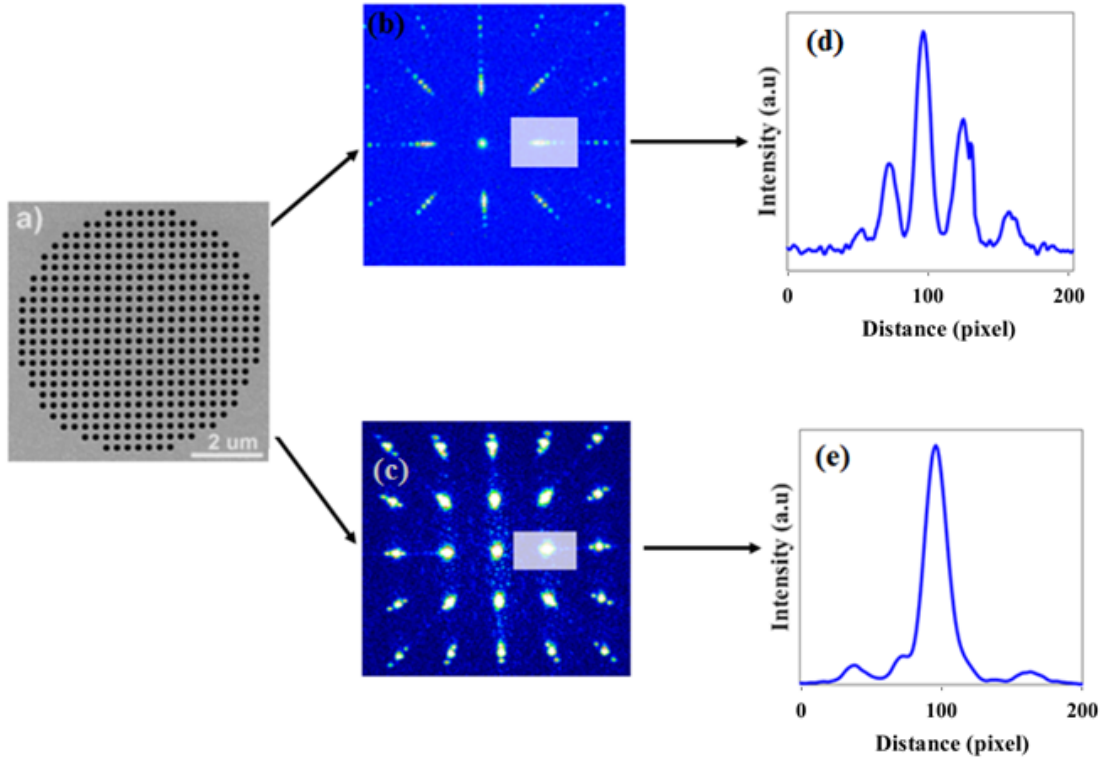 a)
2 um
(b)
(c)
(d)
Intensity (a.u)
0 100 200
Distance (pixel)
(e)
Intensity (a.u)
0 100 200
Distance (pixel)